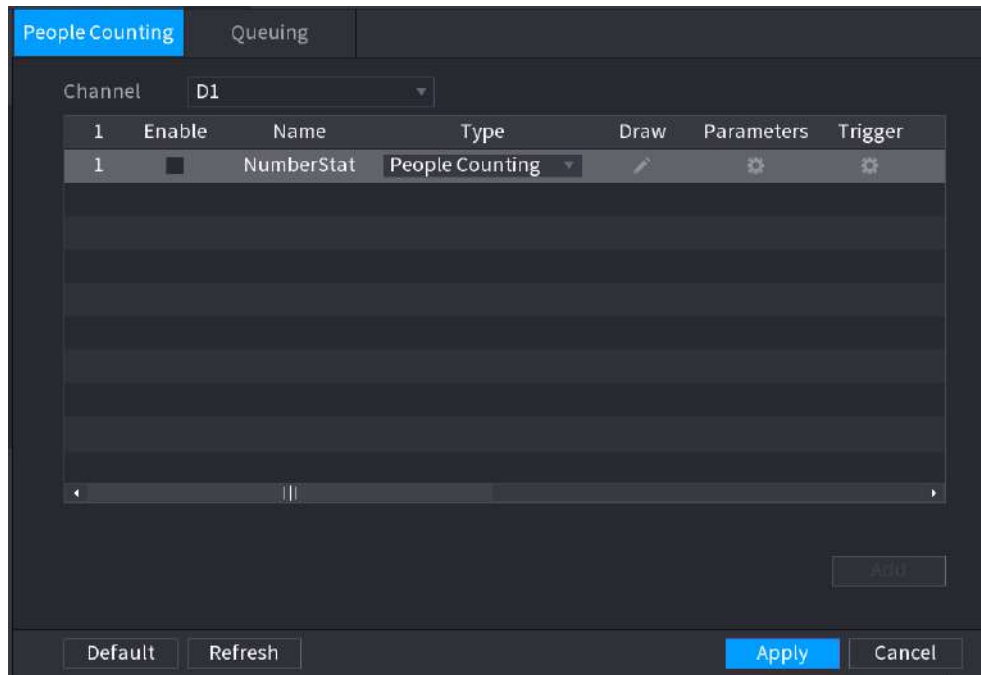 People Counting Queuing
Channel D1
1 Enable Name Type Draw Parameters Trigger
1 NumberStat People Counting
Add
Default Refresh Apply Cancel